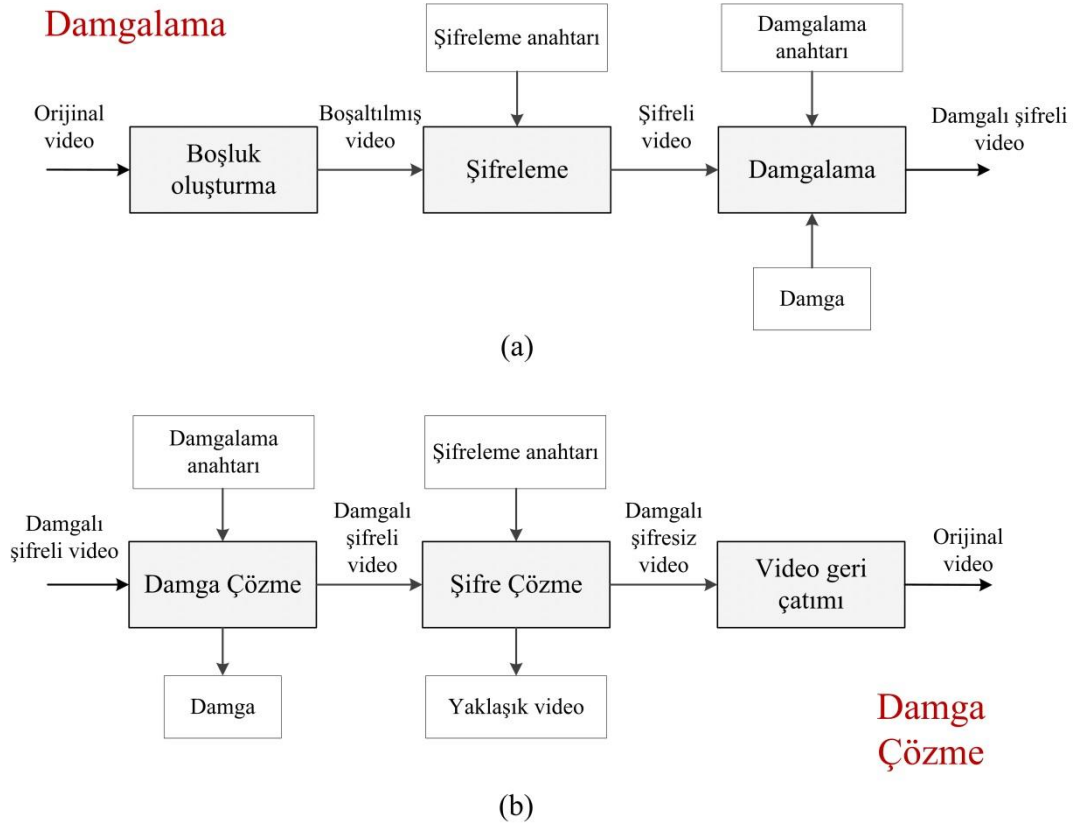 Damgalama
Şifreleme anahtarı
Damgalama
anahtarı
Orijinal
video
Boşaltılmış
video
Şifreli
video
Damgalı şifreli
video
Boşluk
oluşturma
Şifreleme
Damgalama
Damga
(a)
Damgalama
anahtarı
Şifreleme anahtarı
Damgalı
şifreli video
Damgalı
şifreli
video
Damgalı
şifresiz
video
Orijinal
video
Damga Çözme
Şifre Çözme
Video geri
çatımı
Damga
Yaklaşık video
Damga
Çözme
(b)